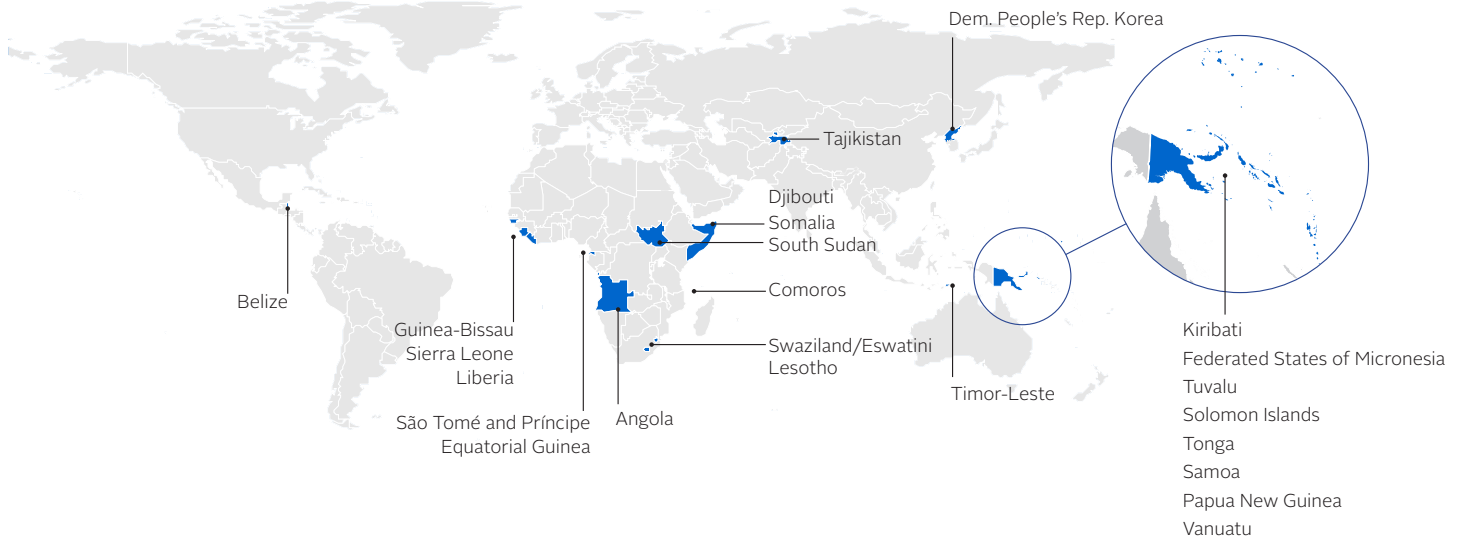 Dem. People's Rep. Korea
Tajikistan
Djibouti
Somalia
South Sudan
Belize
Comoros
Guinea-Bissau
Sierra Leone
Liberia
Swaziland/Eswatini
Lesotho
Timor-Leste
São Tomé and Príncipe
Equatorial Guinea
Angola
Kiribati
Federated States of Micronesia
Tuvalu
Solomon Islands
Tonga
Samoa
Papua New Guinea
Vanuatu